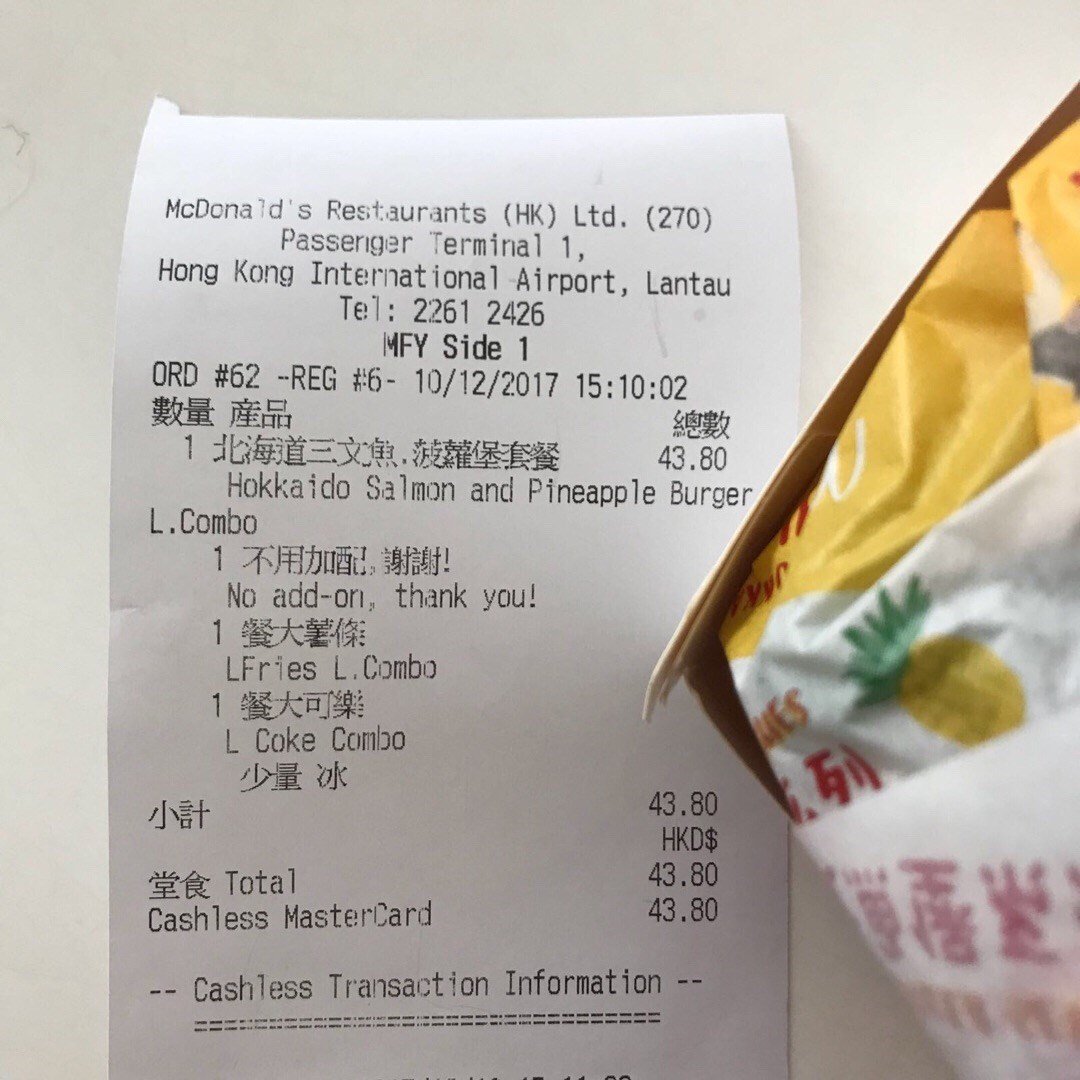 McDonald's Restaurants (HK) Ltd. (270)
Passenger Terminal 1,
Hong Kong International Airport, Lantau
Tel: 2261 2426
MFY Side 1
ORD #62 -REG #6- 10/12/2017 15:10:02
數量 產品 總數
1 北海道三文魚.菠蘿堡套餐 43.80
Hokkaido Salmon and Pineapple Burger
L.Combo
1 不用加配,謝謝!
No add-on, thank you!
1 餐大薯條
LFries L.Combo
1 餐大可樂
L Coke Combo
少量 冰
小計 43.80
HKD$
堂食 Total 43.80
Cashless MasterCard 43.80
-- Cashless Transaction Information --
==============================
列